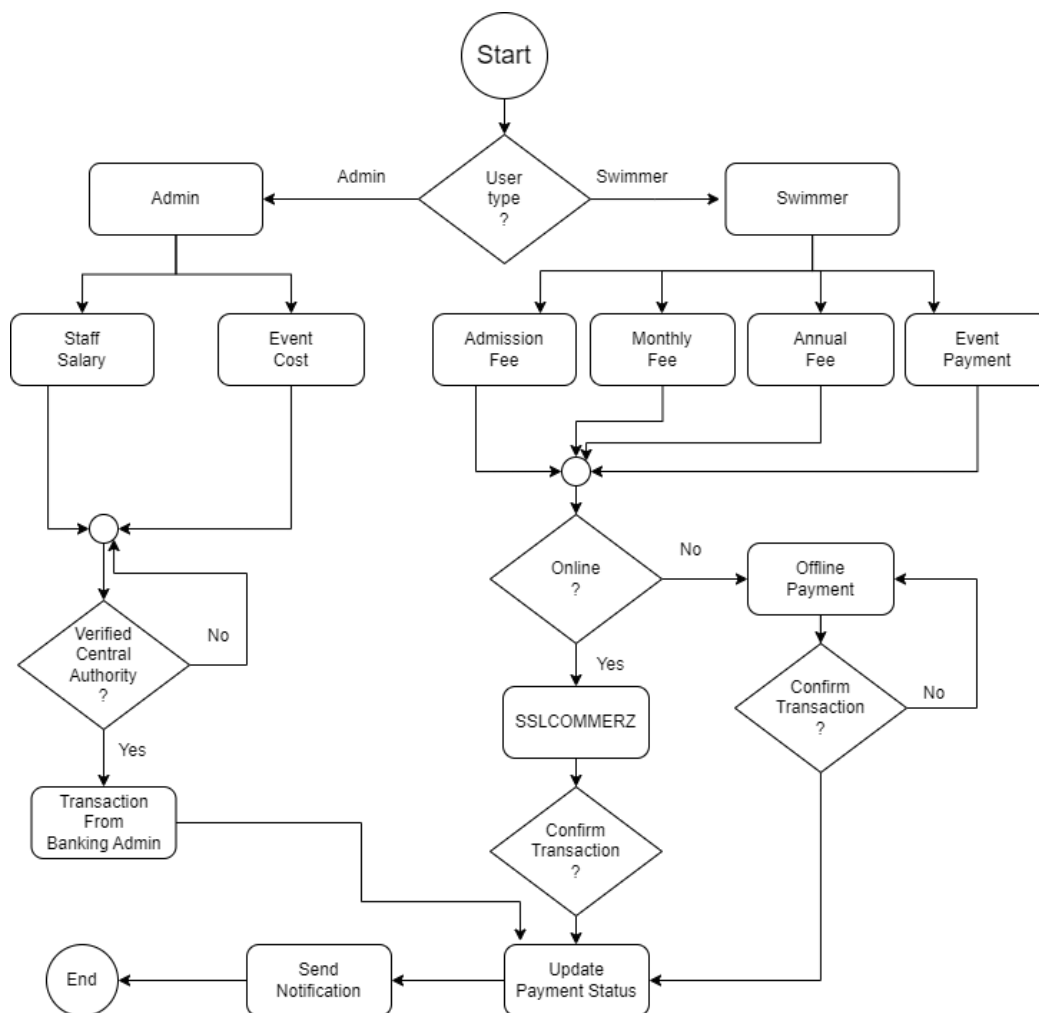 Start
Admin
User
type
?
Swimmer
Admin
Swimmer
Staff
Salary
Event
Cost
Admission
Fee
Monthly
Fee
Annual
Fee
Event
Payment
Online
?
No
Offline
Payment
Verified
Central
Authority
?
No
Yes
SSLCOMMERZ
Confirm
Transaction
?
No
Yes
Transaction
From
Banking Admin
Confirm
Transaction
?
End
Send
Notification
Update
Payment Status